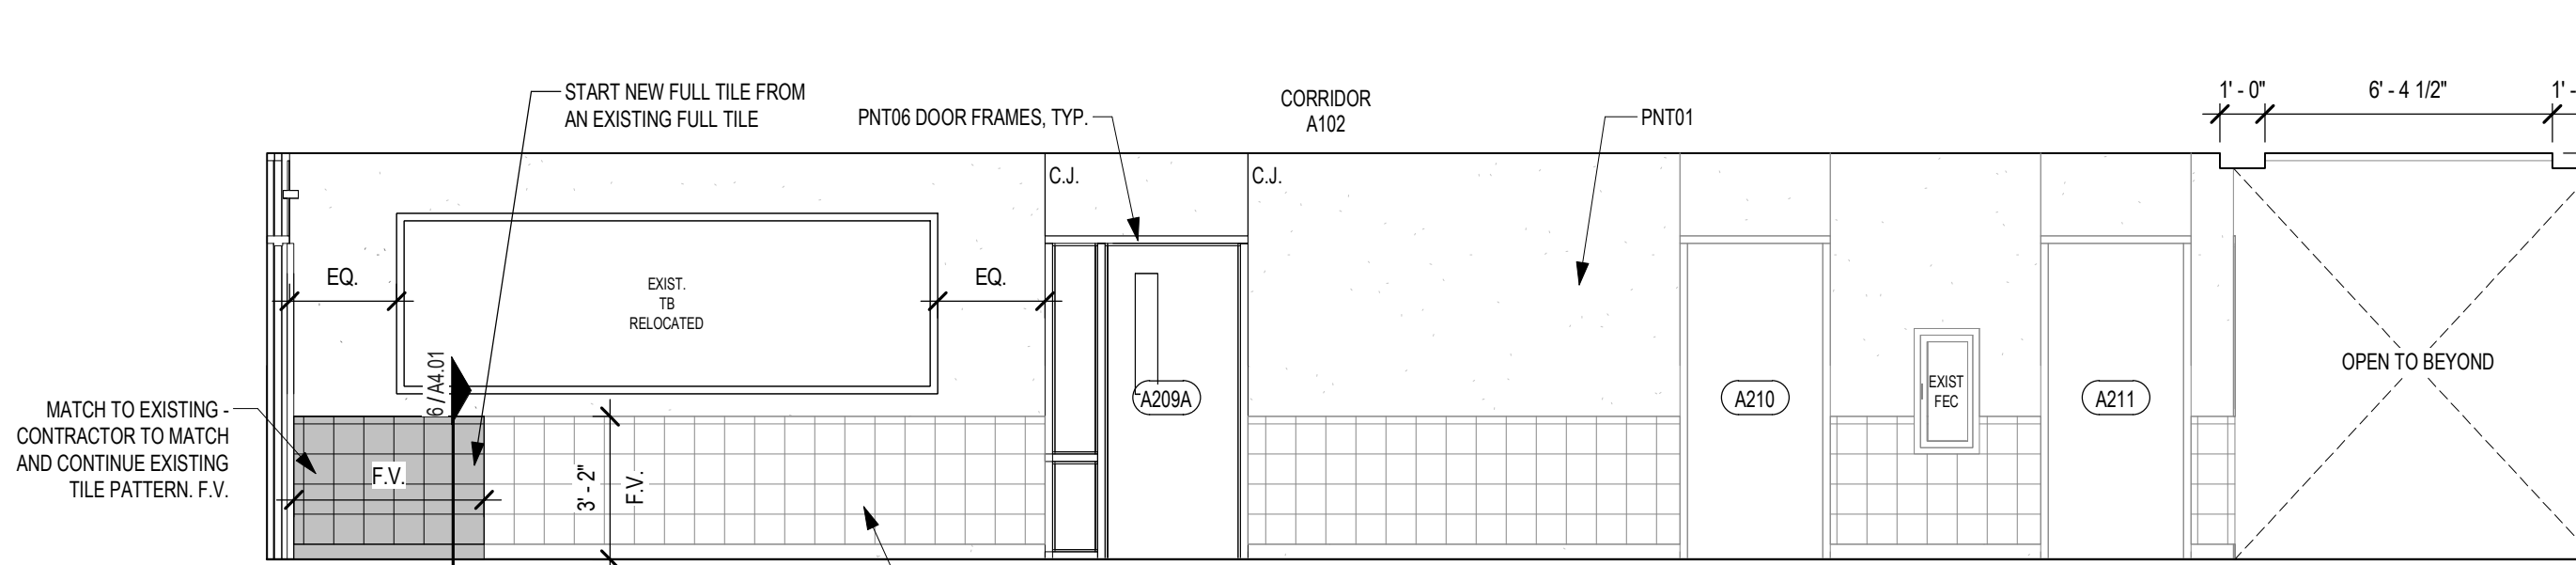 START NEW FULL TILE FROM
AN EXISTING FULL TILE
PNT06 DOOR FRAMES, TYP.
CORRIDOR
A102
PNT01
1' - 0"
6' - 4 1/2"
1' -
C.J.
C.J.
EQ.
EQ.
EXIST.
TB
RELOCATED
6 / A4.01
MATCH TO EXISTING -
CONTRACTOR TO MATCH
AND CONTINUE EXISTING
TILE PATTERN. F.V.
F.V.
3' - 2"
F.V.
A209A
A210
EXIST
FEC
A211
OPEN TO BEYOND